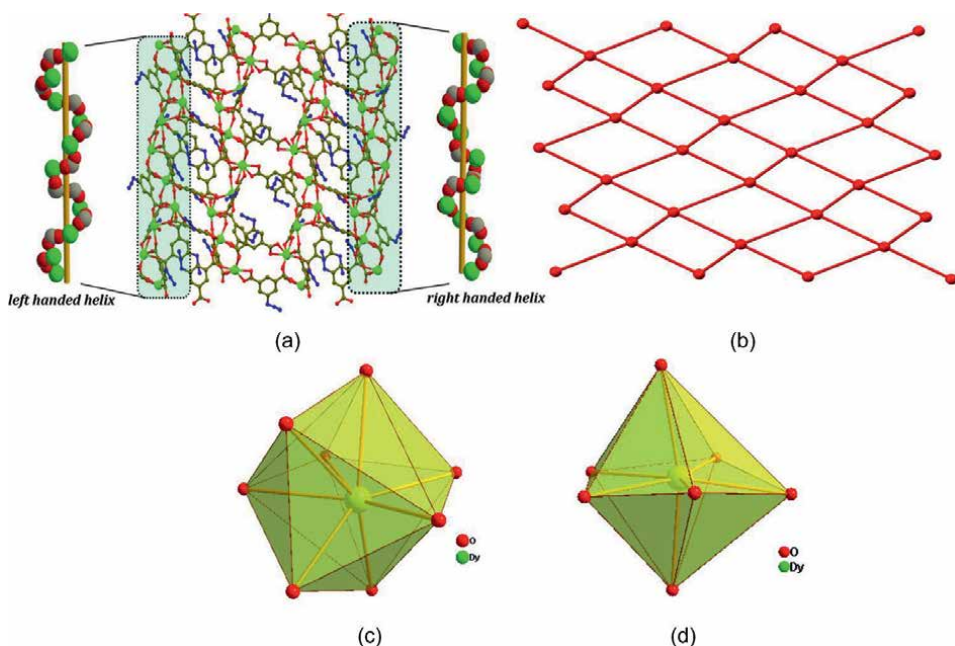 left handed helix
right handed helix
(a)
(b)
O
Dy
O
Dy
(c)
(d)